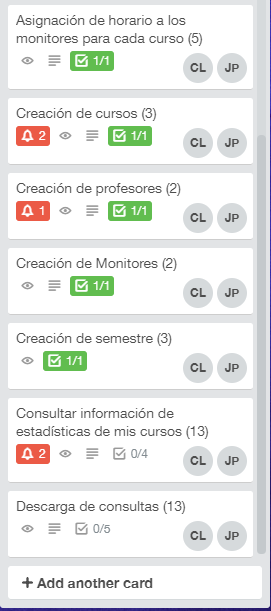 Asignación de horario a los
monitores para cada curso (5)
1/1 CL JP
Creación de cursos (3)
2 1/1 CL JP
Creación de profesores (2)
1 1/1 CL JP
Creación de Monitores (2)
1/1 CL JP
Creación de semestre (3)
1/1 CL JP
Consultar información de
estadísticas de mis cursos (13)
2 0/4 CL JP
Descarga de consultas (13)
0/5 CL JP
+ Add another card